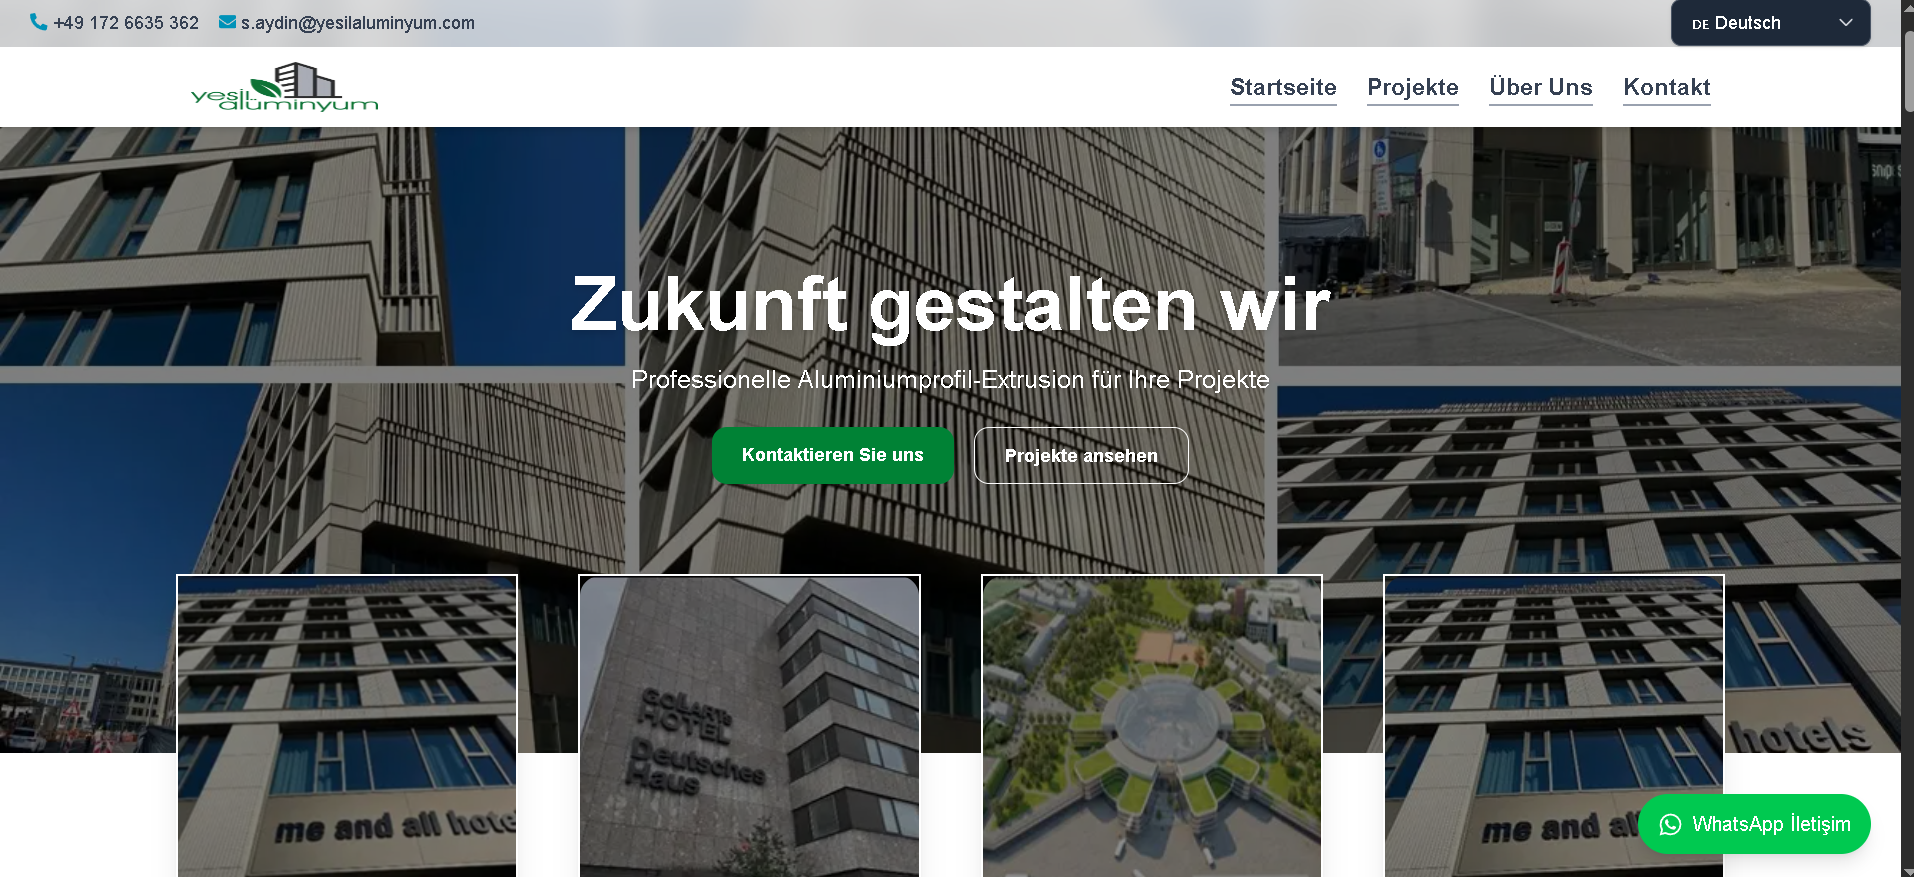 +49 172 6635 362
s.aydin@yesilaluminyum.com
DE Deutsch
yesil
aluminyum
Startseite
Projekte
Über Uns
Kontakt
Zukunft gestalten wir
Professionelle Aluminiumprofil-Extrusion für Ihre Projekte
Kontaktieren Sie uns
Projekte ansehen
HOTEL
Deutsches
Haus
hotels
me and all hote
me and al
WhatsApp İletişim